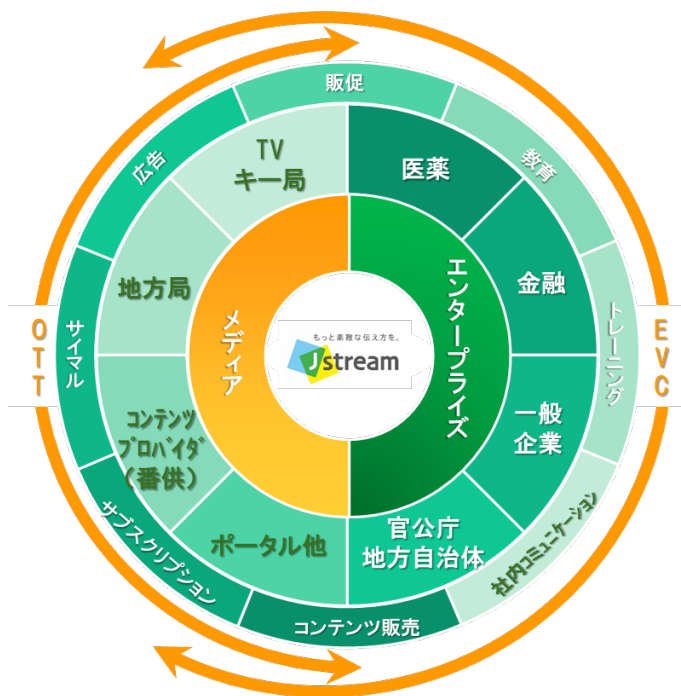 販促
広告
教育
TV
キー局
医薬
地方局
金融
OTT
サイマル
メディア
もっと素敵な伝え方を。
Jstream
エンタープライズ
トレーニング
EVC
コンテンツ
プロバイダ
(番供)
一般
企業
ポータル他
官公庁
地方自治体
サブスクリプション
社内コミュニケーション
コンテンツ販売